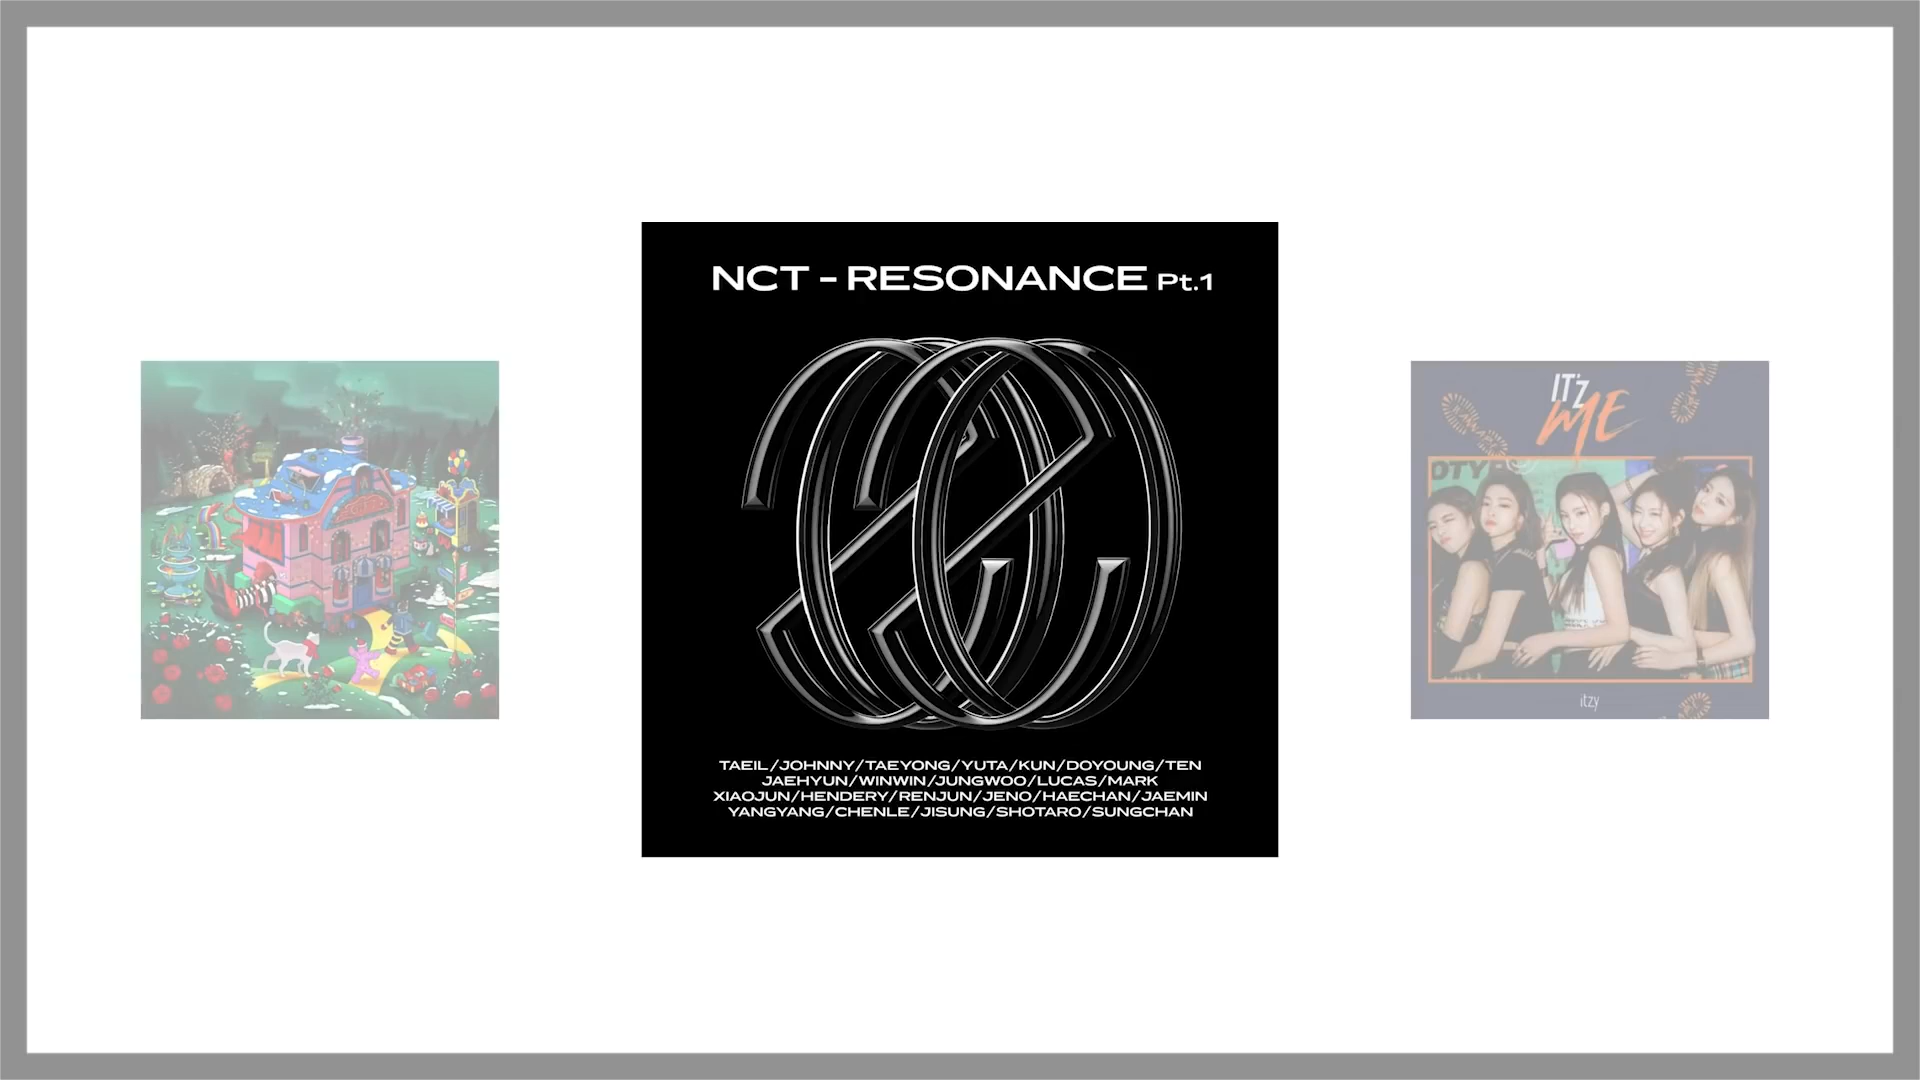 NCT - RESONANCE Pt.1
TAEIL/JOHNNY/TAEYONG/YUTA/KUN/DOYOUNG/TEN
JAEHYUN/WINWIN/JUNGWOO/LUCAS/MARK
XIAOJUN/HENDERY/RENJUN/JENO/HAECHAN/JAEMIN
YANGYANG/CHENLE/JISUNG/SHOTARO/SUNGCHAN
IT'z
ME
OTY
itzy